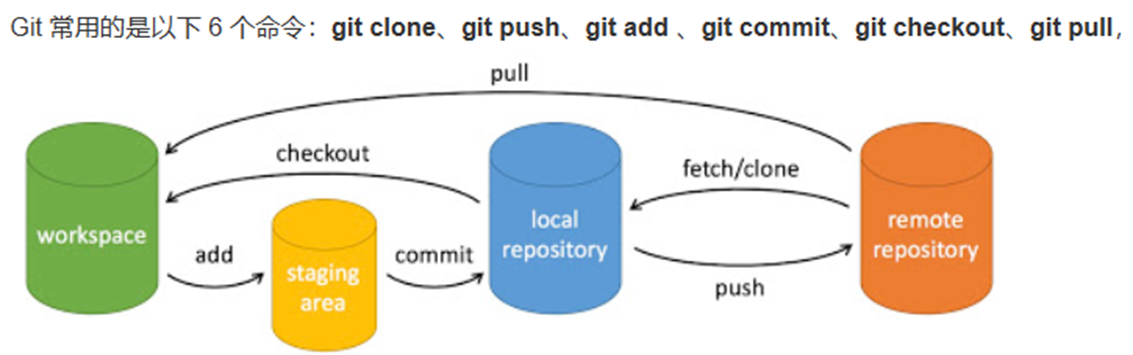 Git 常用的是以下 6 个命令：git clone、git push、git add 、git commit、git checkout、git pull，
pull
checkout
fetch/clone
workspace
add
staging
area
commit
local
repository
push
remote
repository